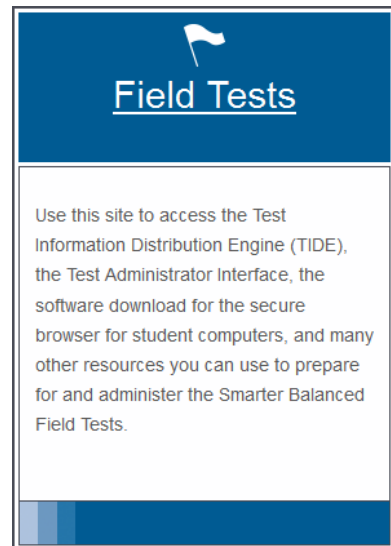 Field Tests
Use this site to access the Test
Information Distribution Engine (TIDE),
the Test Administrator Interface, the
software download for the secure
browser for student computers, and many
other resources you can use to prepare
for and administer the Smarter Balanced
Field Tests.